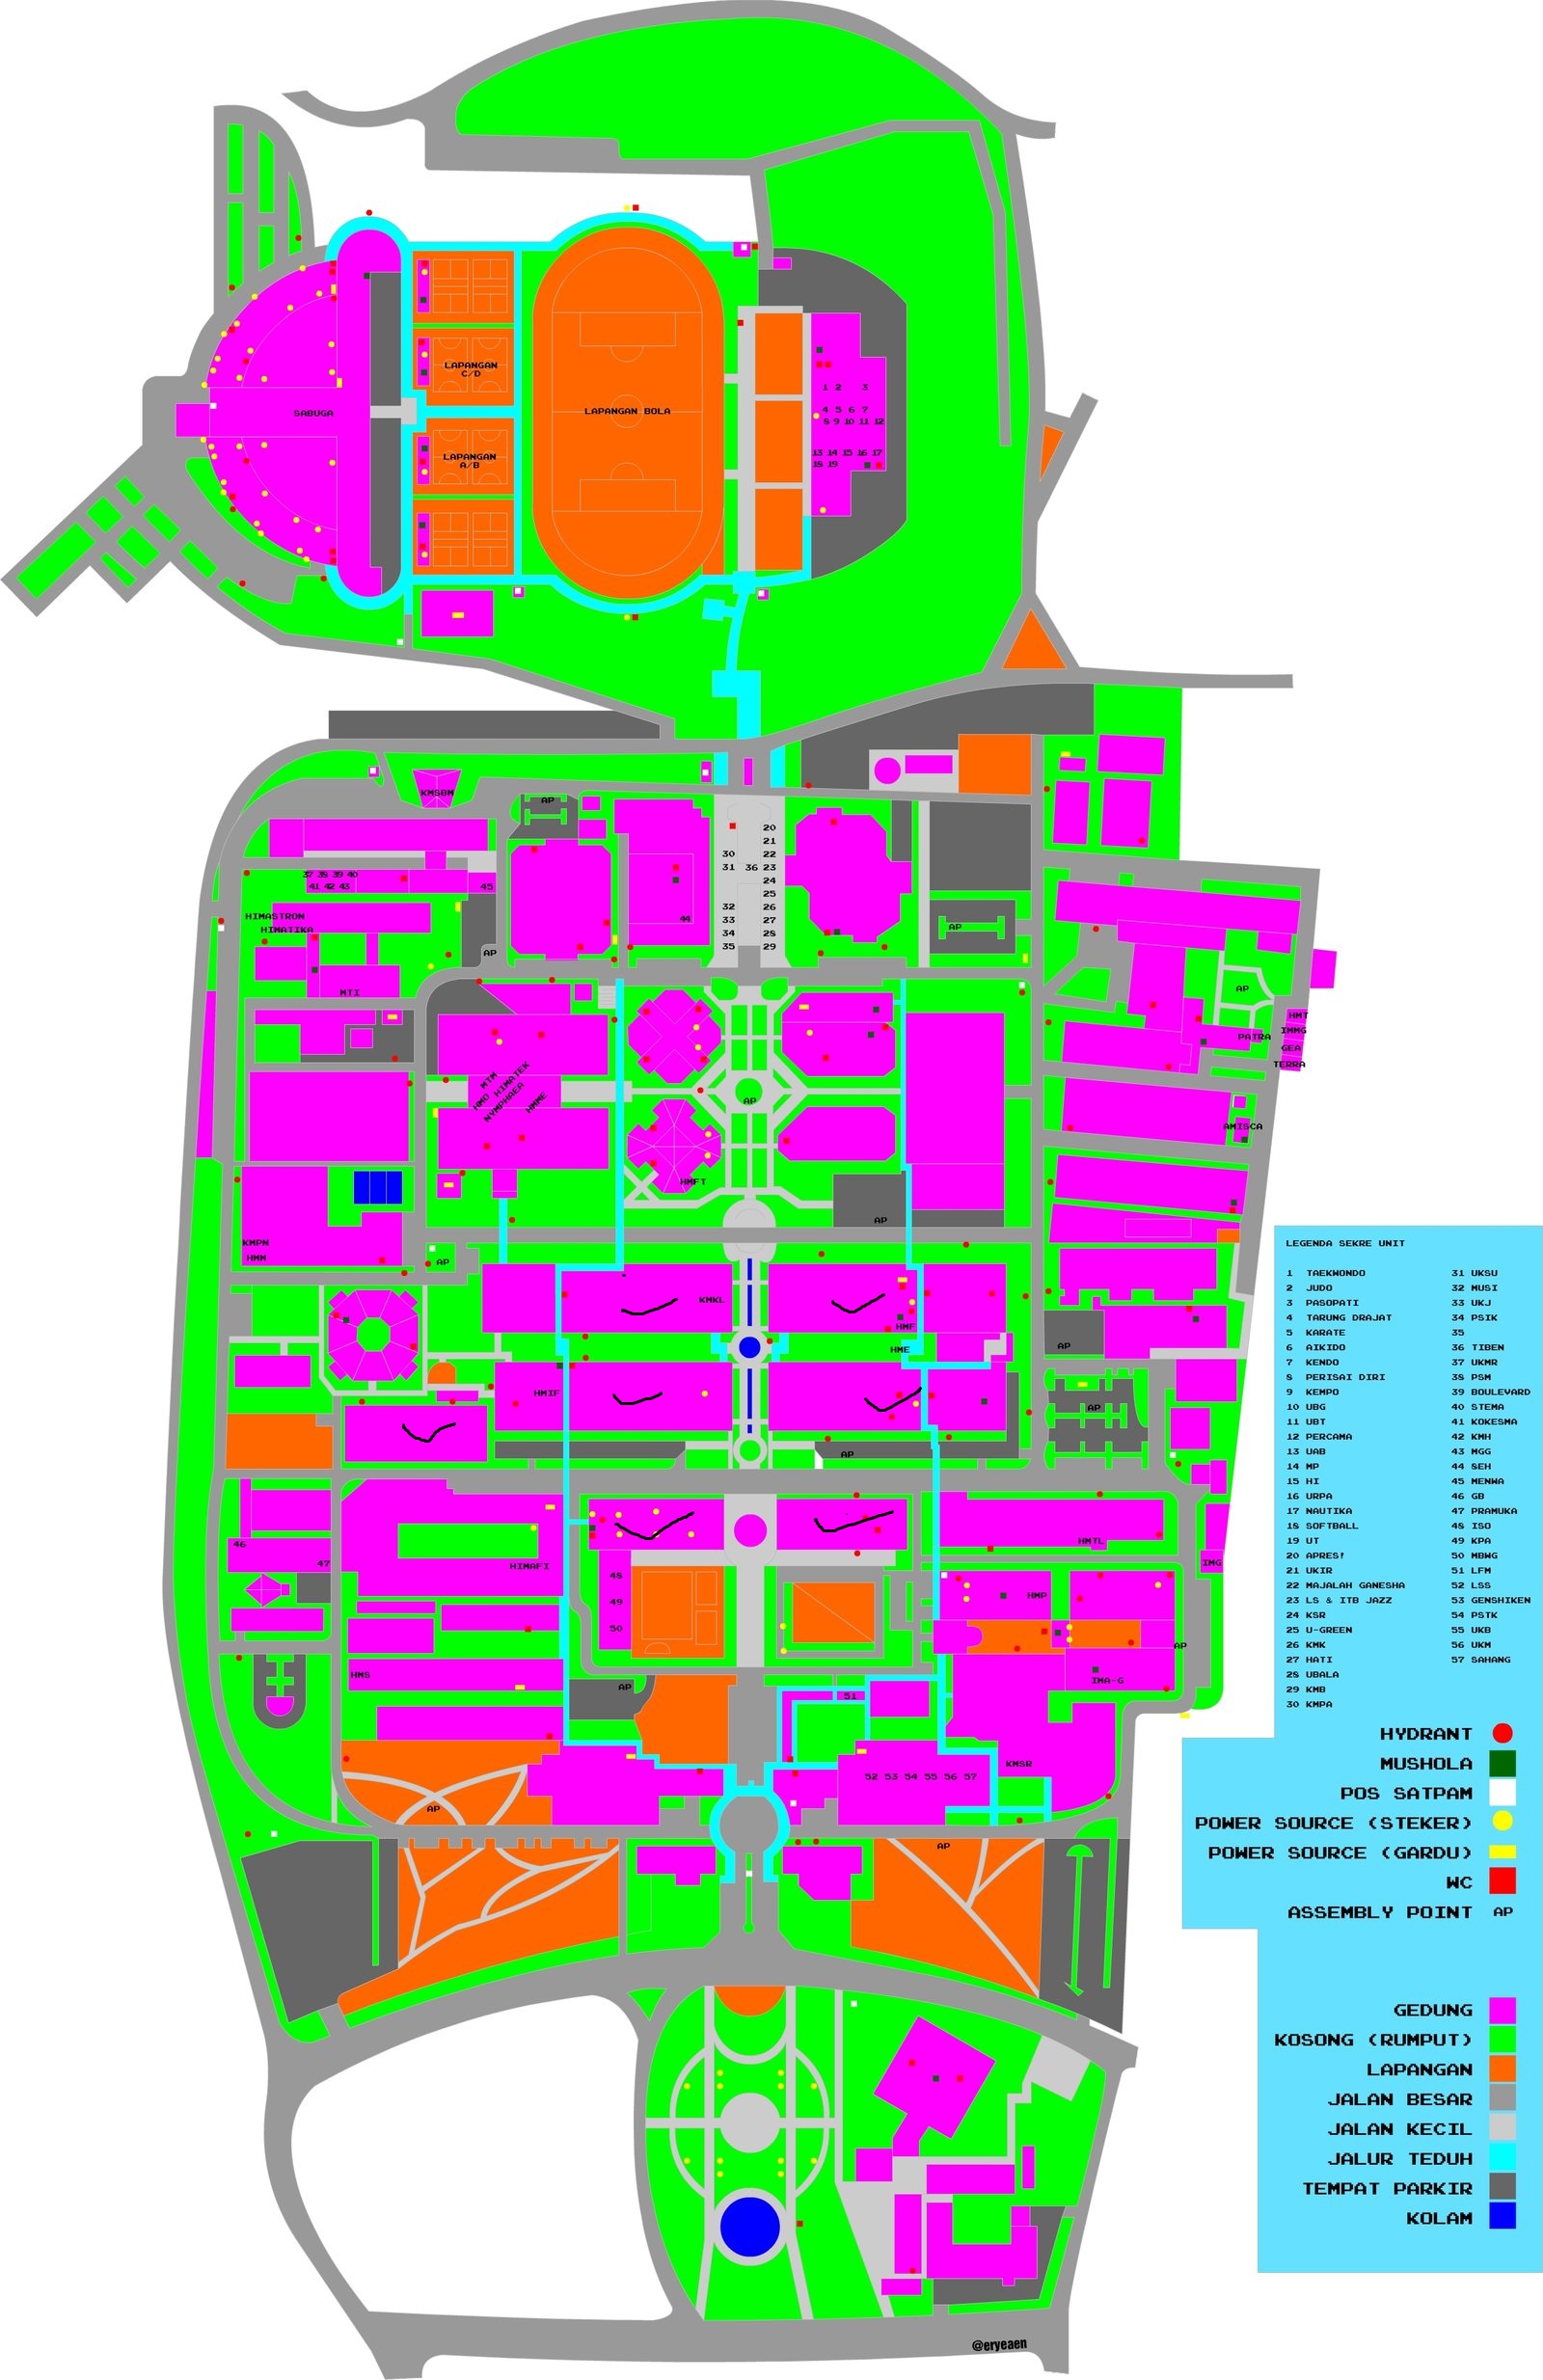 LAPANGAN
C/D
SABUGA
LAPANGAN BOLA
1 2 3
4 5 6 7
8 9 10 11 12
LAPANGAN
A/B
13 14 15 16 17
18 19
KMSBM
AP
20
21
30 22
31 36 23
24
25
32 26
33 27
34 28
35 29
37 38 39 40
41 42 43
45
44
HIMASTRON
HIMATIKA
AP
AP
MTI
AP
HMT
IMMG
PATRA
GEA
TERRA
MTM
HMO HIMATEK
NYMPHAEA
HMME
AP
AMISCA
HMFT
AP
KMPN
HMM
AP
KMKL
HMF
HME
AP
HMIF
AP
AP
46
47
HIMAFI
HMTL
IMG
48
49
50
HMP
AP
HMS
AP
IMA-G
51
KMSR
52 53 54 55 56 57
AP
AP
LEGENDA SEKRE UNIT
1 TAEKWONDO
2 JUDO
3 PASOPATI
4 TARUNG DRAJAT
5 KARATE
6 AIKIDO
7 KENDO
8 PERISAI DIRI
9 KEMPO
10 UBG
11 UBT
12 PERCAMA
13 UAB
14 MP
15 HI
16 URPA
17 NAUTIKA
18 SOFTBALL
19 UT
20 APRES!
21 UKIR
22 MAJALAH GANESHA
23 LS & ITB JAZZ
24 KSR
25 U-GREEN
26 KMK
27 HATI
28 UBALA
29 KMB
30 KMPA
31 UKSU
32 MUSI
33 UKJ
34 PSIK
35
36 TIBEN
37 UKMR
38 PSM
39 BOULEVARD
40 STEMA
41 KOKESMA
42 KMH
43 MGG
44 SEH
45 MENWA
46 GB
47 PRAMUKA
48 ISO
49 KPA
50 MBWG
51 LFM
52 LSS
53 GENSHIKEN
54 PSTK
55 UKB
56 UKM
57 SAHANG
HYDRANT
MUSHOLA
POS SATPAM
POWER SOURCE (STEKER)
POWER SOURCE (GARDU)
WC
ASSEMBLY POINT AP
GEDUNG
KOSONG (RUMPUT)
LAPANGAN
JALAN BESAR
JALAN KECIL
JALUR TEDUH
TEMPAT PARKIR
KOLAM
@eryeaen